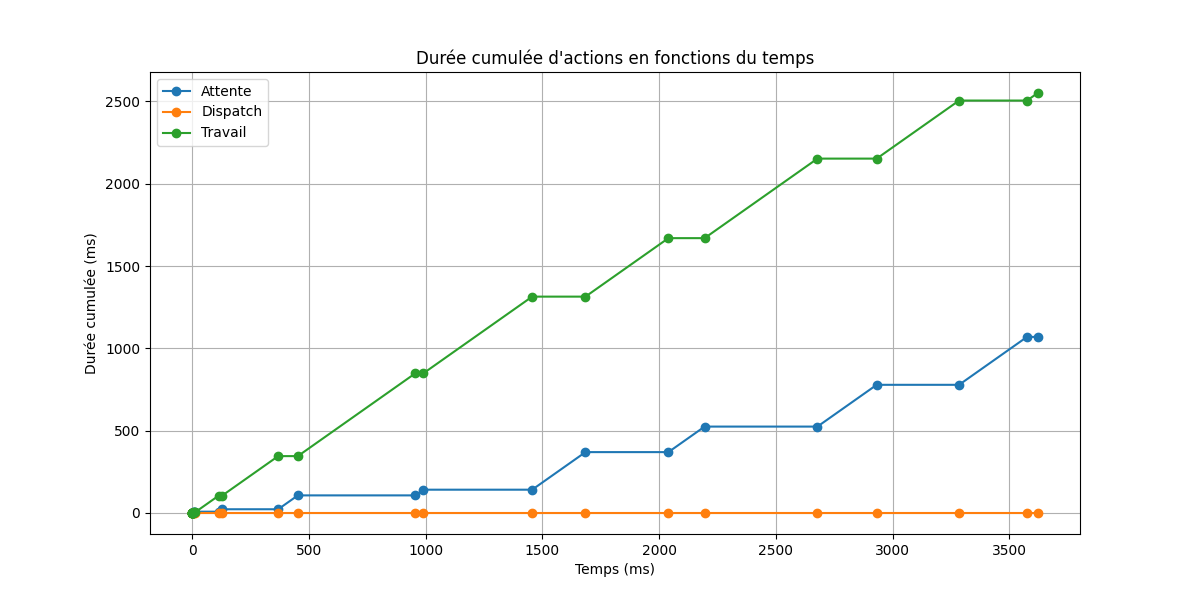 Durée cumulée d'actions en fonctions du temps
Attente
Dispatch
Travail
2500
2000
1500
1000
500
0
Durée cumulée (ms)
0 500 1000 1500 2000 2500 3000 3500
Temps (ms)